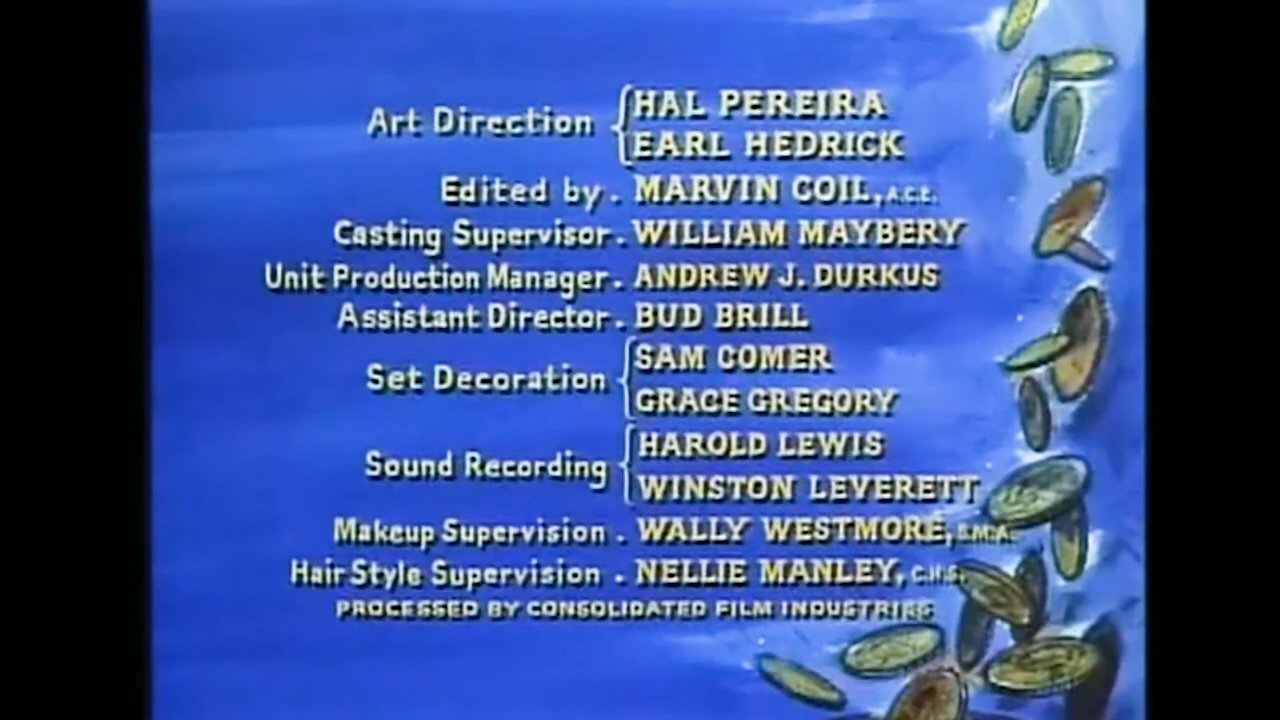 Art Direction { HAL PEREIRA
EARL HEDRICK
Edited by. MARVIN COIL, A.C.E.
Casting Supervisor. WILLIAM MAYBERY
Unit Production Manager. ANDREW J. DURKUS
Assistant Director. BUD BRILL
Set Decoration { SAM COMER
GRACE GREGORY
Sound Recording { HAROLD LEWIS
WINSTON LEVERETT
Makeup Supervision . WALLY WESTMORE, S.M.A.
Hair Style Supervision . NELLIE MANLEY, C.H.S.
PROCESSED BY CONSOLIDATED FILM INDUSTRIES